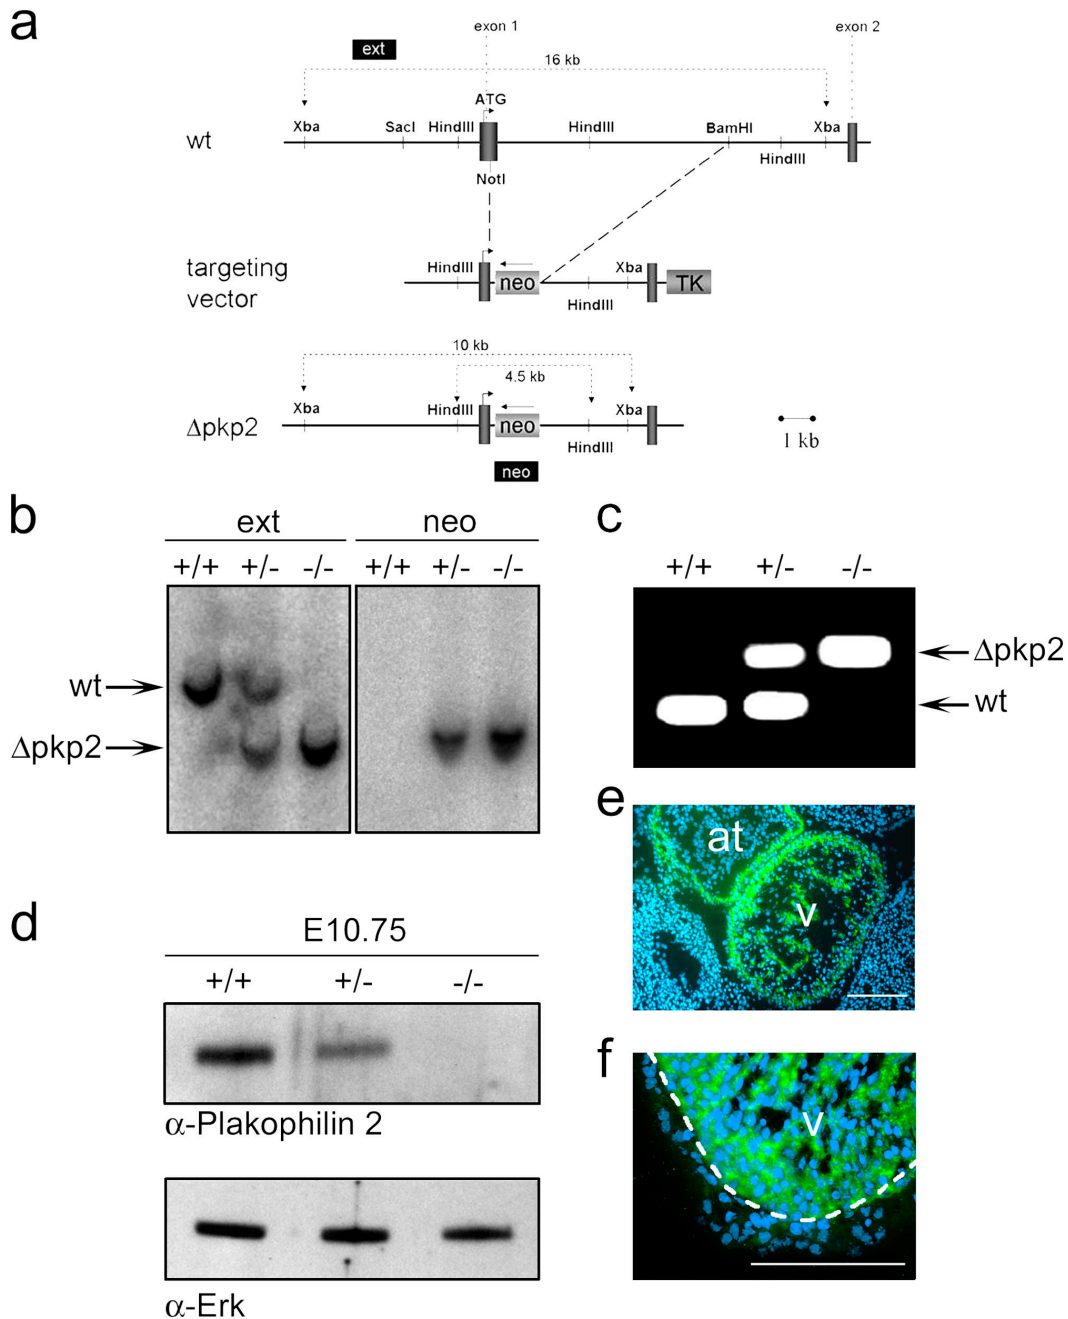 a
exon 1
exon 2
ext
16 kb
ATG
Xba
SacI
HindIII
HindIII
BamHI
Xba
wt
HindIII
NotI
targeting
vector
HindIII
Xba
neo
TK
HindIII
10 kb
4.5 kb
Xba
HindIII
Xba
Δpkp2
neo
HindIII
1 kb
neo
b
ext
neo
+/+ +/- -/- +/+ +/- -/-
wt
Δpkp2
c
+/+ +/- -/-
Δpkp2
wt
d
E10.75
+/+ +/- -/-
α-Plakophilin 2
α-Erk
e
at
v
f
v